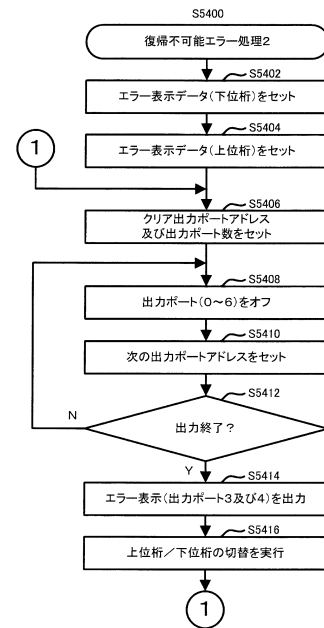 S5400
復帰不可能エラー処理2
S5402
エラー表示データ(下位桁)をセット
S5404
エラー表示データ(上位桁)をセット
1
S5406
クリア出力ポートアドレス
及び出力ポート数をセット
S5408
出力ポート(0～6)をオフ
S5410
次の出力ポートアドレスをセット
S5412
N
出力終了?
Y
S5414
エラー表示(出力ポート3及び4)を出力
S5416
上位桁／下位桁の切替を実行
1